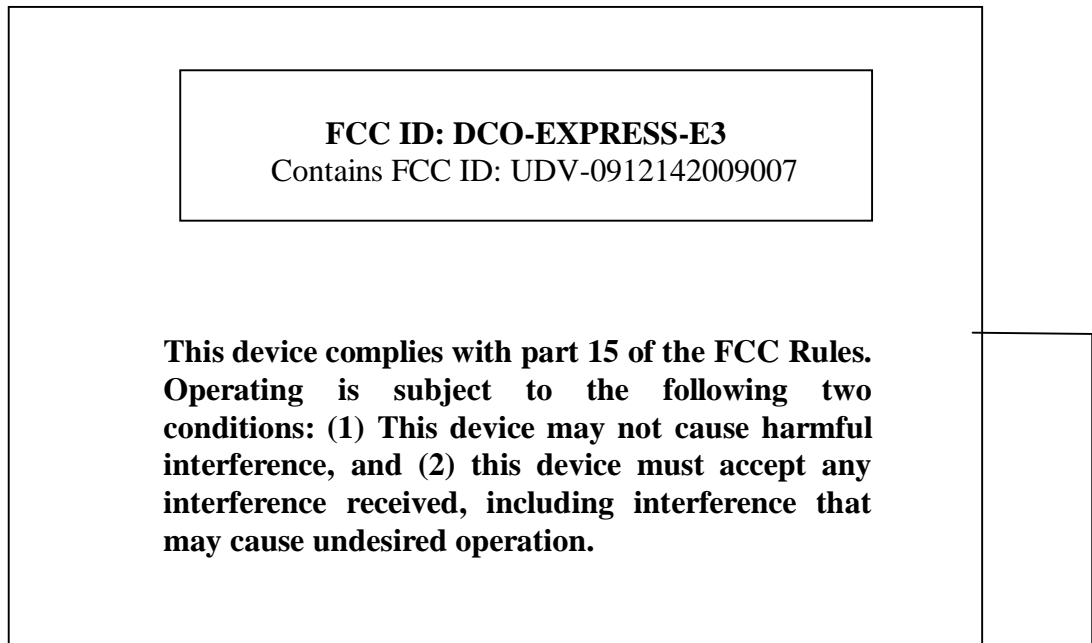 FCC ID: DCO-EXPRESS-E3
Contains FCC ID: UDV-0912142009007
This device complies with part 15 of the FCC Rules.
Operating is subject to the following two
conditions: (1) This device may not cause harmful
interference, and (2) this device must accept any
interference received, including interference that
may cause undesired operation.